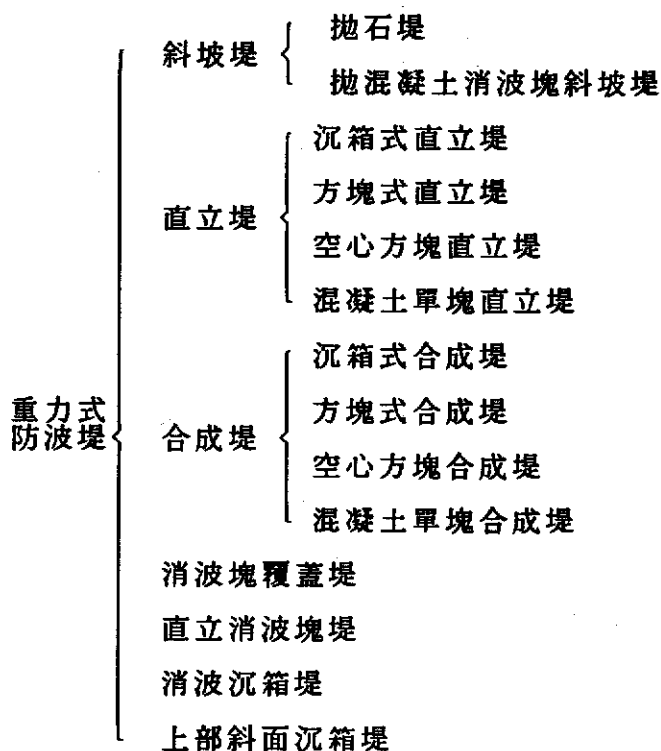 重力式
防波堤
斜坡堤
拋石堤
拋混凝土消波塊斜坡堤
直立堤
沉箱式直立堤
方塊式直立堤
空心方塊直立堤
混凝土單塊直立堤
合成堤
沉箱式合成堤
方塊式合成堤
空心方塊合成堤
混凝土單塊合成堤
消波塊覆蓋堤
直立消波塊堤
消波沉箱堤
上部斜面沉箱堤